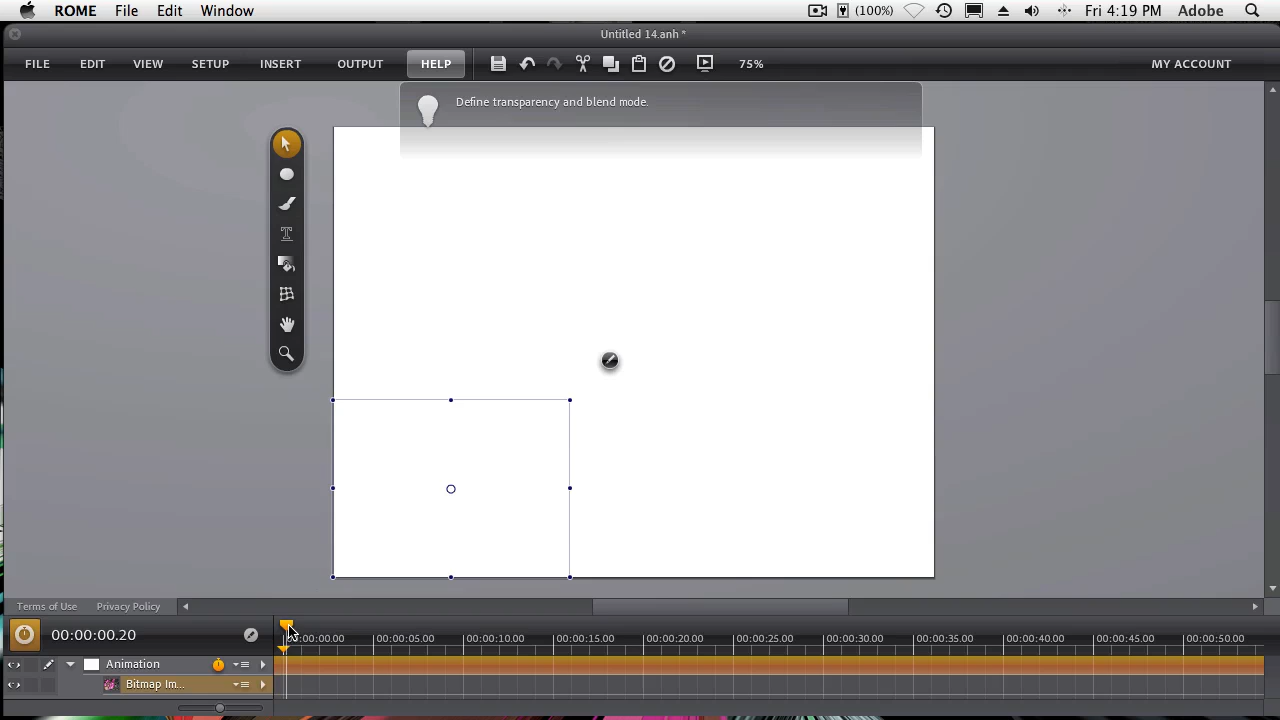 ROME File Edit Window (100%) Fri 4:19 PM Adobe
Untitled 14.anh *
FILE EDIT VIEW SETUP INSERT OUTPUT HELP 75% MY ACCOUNT
Define transparency and blend mode.
T
Terms of Use Privacy Policy
00:00:00.20
00:00:00.00 00:00:05.00 00:00:10.00 00:00:15.00 00:00:20.00 00:00:25.00 00:00:30.00 00:00:35.00 00:00:40.00 00:00:45.00 00:00:50.00
Animation
Bitmap Im...